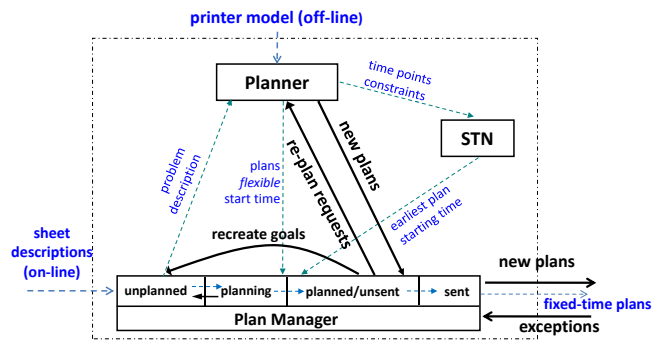 printer model (off-line)
Planner
time points
constraints
STN
problem
description
plans
flexible
start time
re-plan requests
new plans
earliest plan
starting time
recreate goals
sheet
descriptions
(on-line)
unplanned
planning
planned/unsent
sent
Plan Manager
new plans
fixed-time plans
exceptions